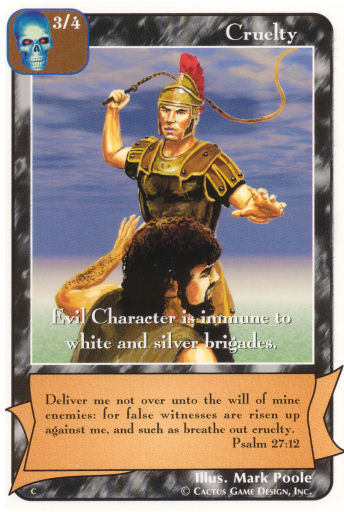 3/4
Cruelty
Evil Character is immune to
white and silver brigades.
Deliver me not over unto the will of mine
enemies: for false witnesses are risen up
against me, and such as breathe out cruelty.
Psalm 27:12
Illus. Mark Poole
C
© Cactus Game Design, Inc.